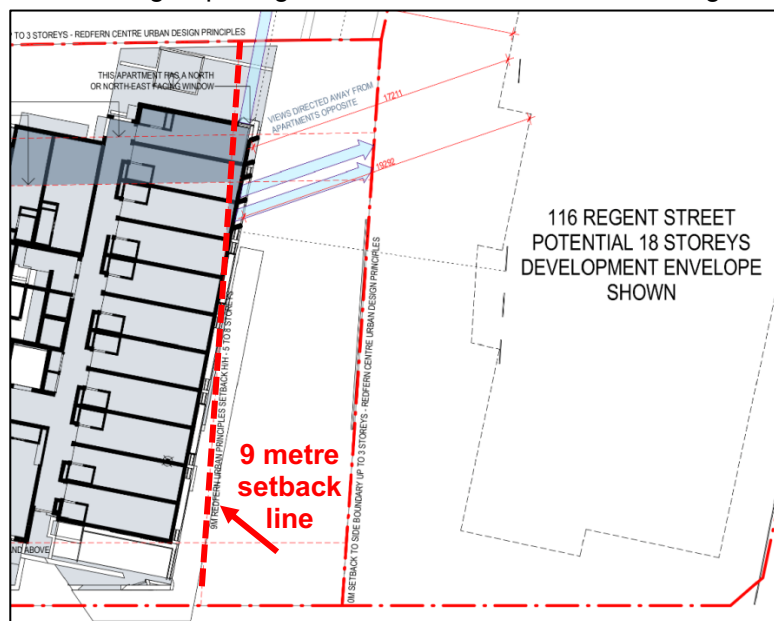 TO 3 STOREYS - REDFERN CENTRE URBAN DESIGN PRINCIPLES
THIS APARTMENT HAS A NORTH
OR NORTH-EAST FACING WINDOW
VIEWS DIRECTED AWAY FROM
APARTMENTS OPPOSITE
17211
19292
116 REGENT STREET
POTENTIAL 18 STOREYS
DEVELOPMENT ENVELOPE
SHOWN
9M REDFERN URBAN PRINCIPLES SETBACK H/H - 5 TO 8 STOREYS
0M SETBACK TO SIDE BOUNDARY UP TO 3 STOREYS - REDFERN CENTRE URBAN DESIGN PRINCIPLES
9 metre
setback
line
AND ABOVE